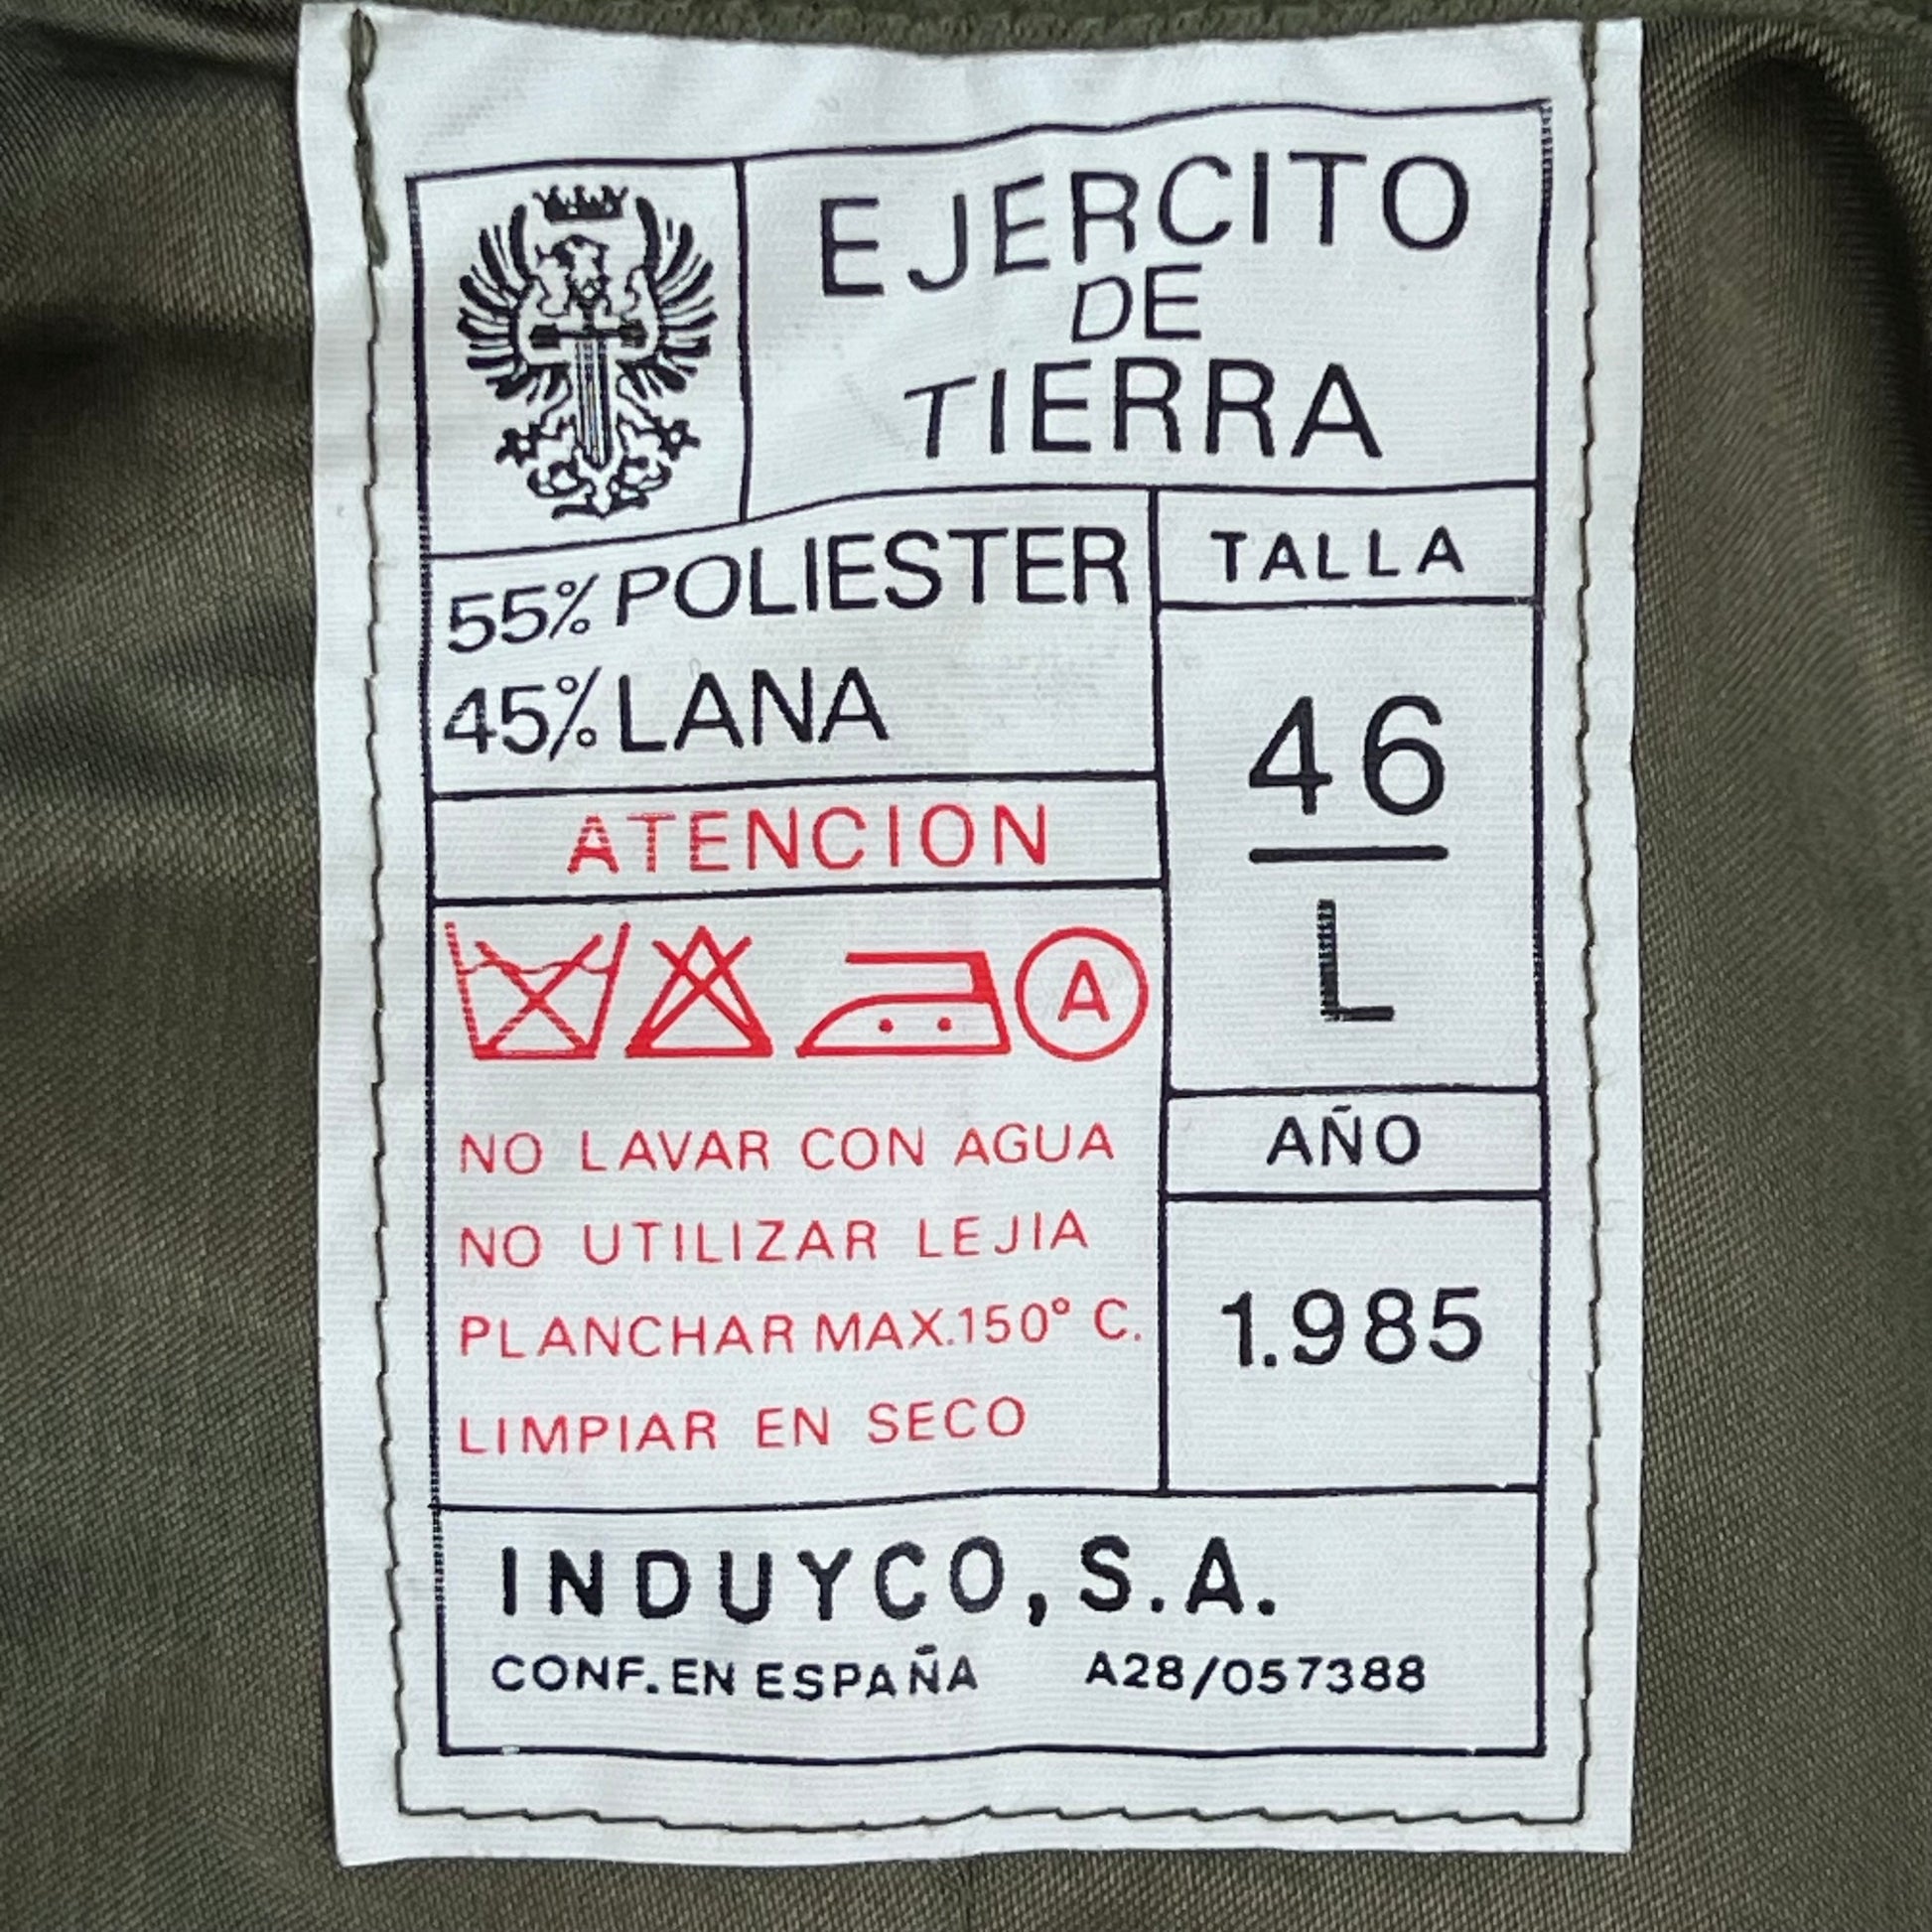 EJERCITO
DE
TIERRA
55% POLIESTER
45% LANA
TALLA
46
L
ATENCION
A
NO LAVAR CON AGUA
NO UTILIZAR LEJIA
PLANCHAR MAX.150° C.
LIMPIAR EN SECO
AÑO
1.985
INDUYCO, S.A.
CONF. EN ESPAÑA A28/057388